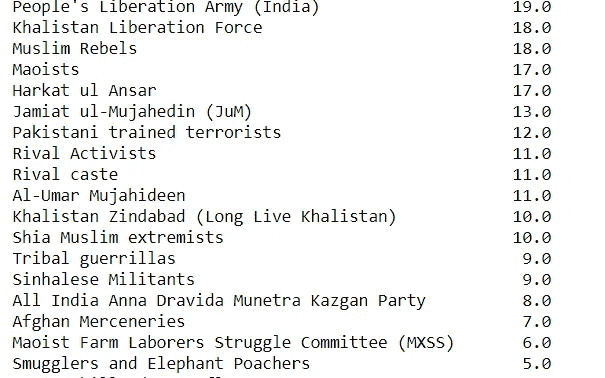 People's Liberation Army (India) 19.0
Khalistan Liberation Force 18.0
Muslim Rebels 18.0
Maoists 17.0
Harkat ul Ansar 17.0
Jamiat ul-Mujahedin (JuM) 13.0
Pakistani trained terrorists 12.0
Rival Activists 11.0
Rival caste 11.0
Al-Umar Mujahideen 11.0
Khalistan Zindabad (Long Live Khalistan) 10.0
Shia Muslim extremists 10.0
Tribal guerrillas 9.0
Sinhalese Militants 9.0
All India Anna Dravida Munetra Kazgan Party 8.0
Afghan Merceneries 7.0
Maoist Farm Laborers Struggle Committee (MXSS) 6.0
Smugglers and Elephant Poachers 5.0